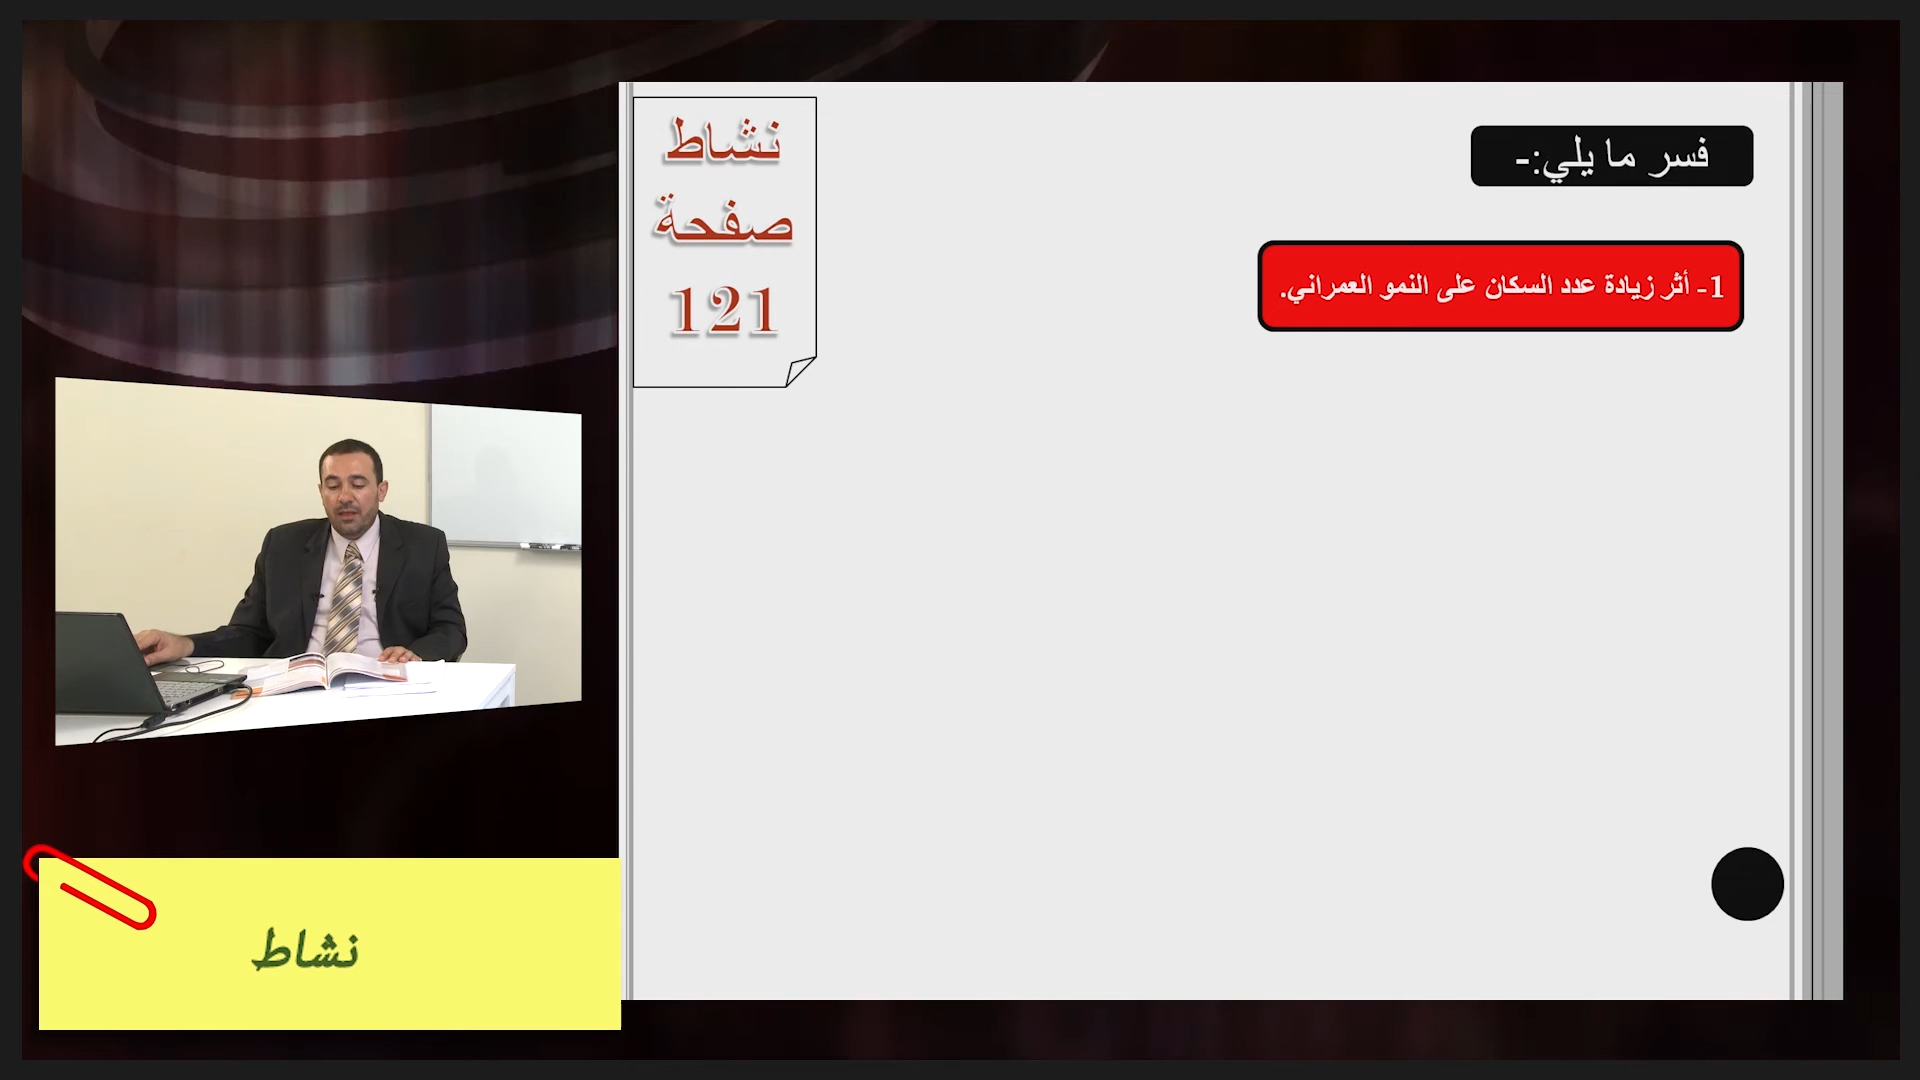 فسر ما يلي:-
1- أثر زيادة عدد السكان على النمو العمراني.
نشاط
صفحة
121
نشاط